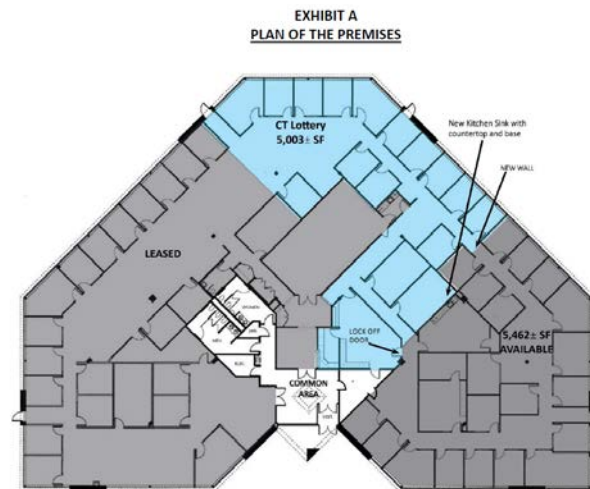 EXHIBIT A
PLAN OF THE PREMISES
CT Lottery
5,003± SF
New Kitchen Sink with
countertop and base
NEW WALL
LEASED
LOCK OFF
DOOR
5,462± SF
AVAILABLE
COMMON
AREA